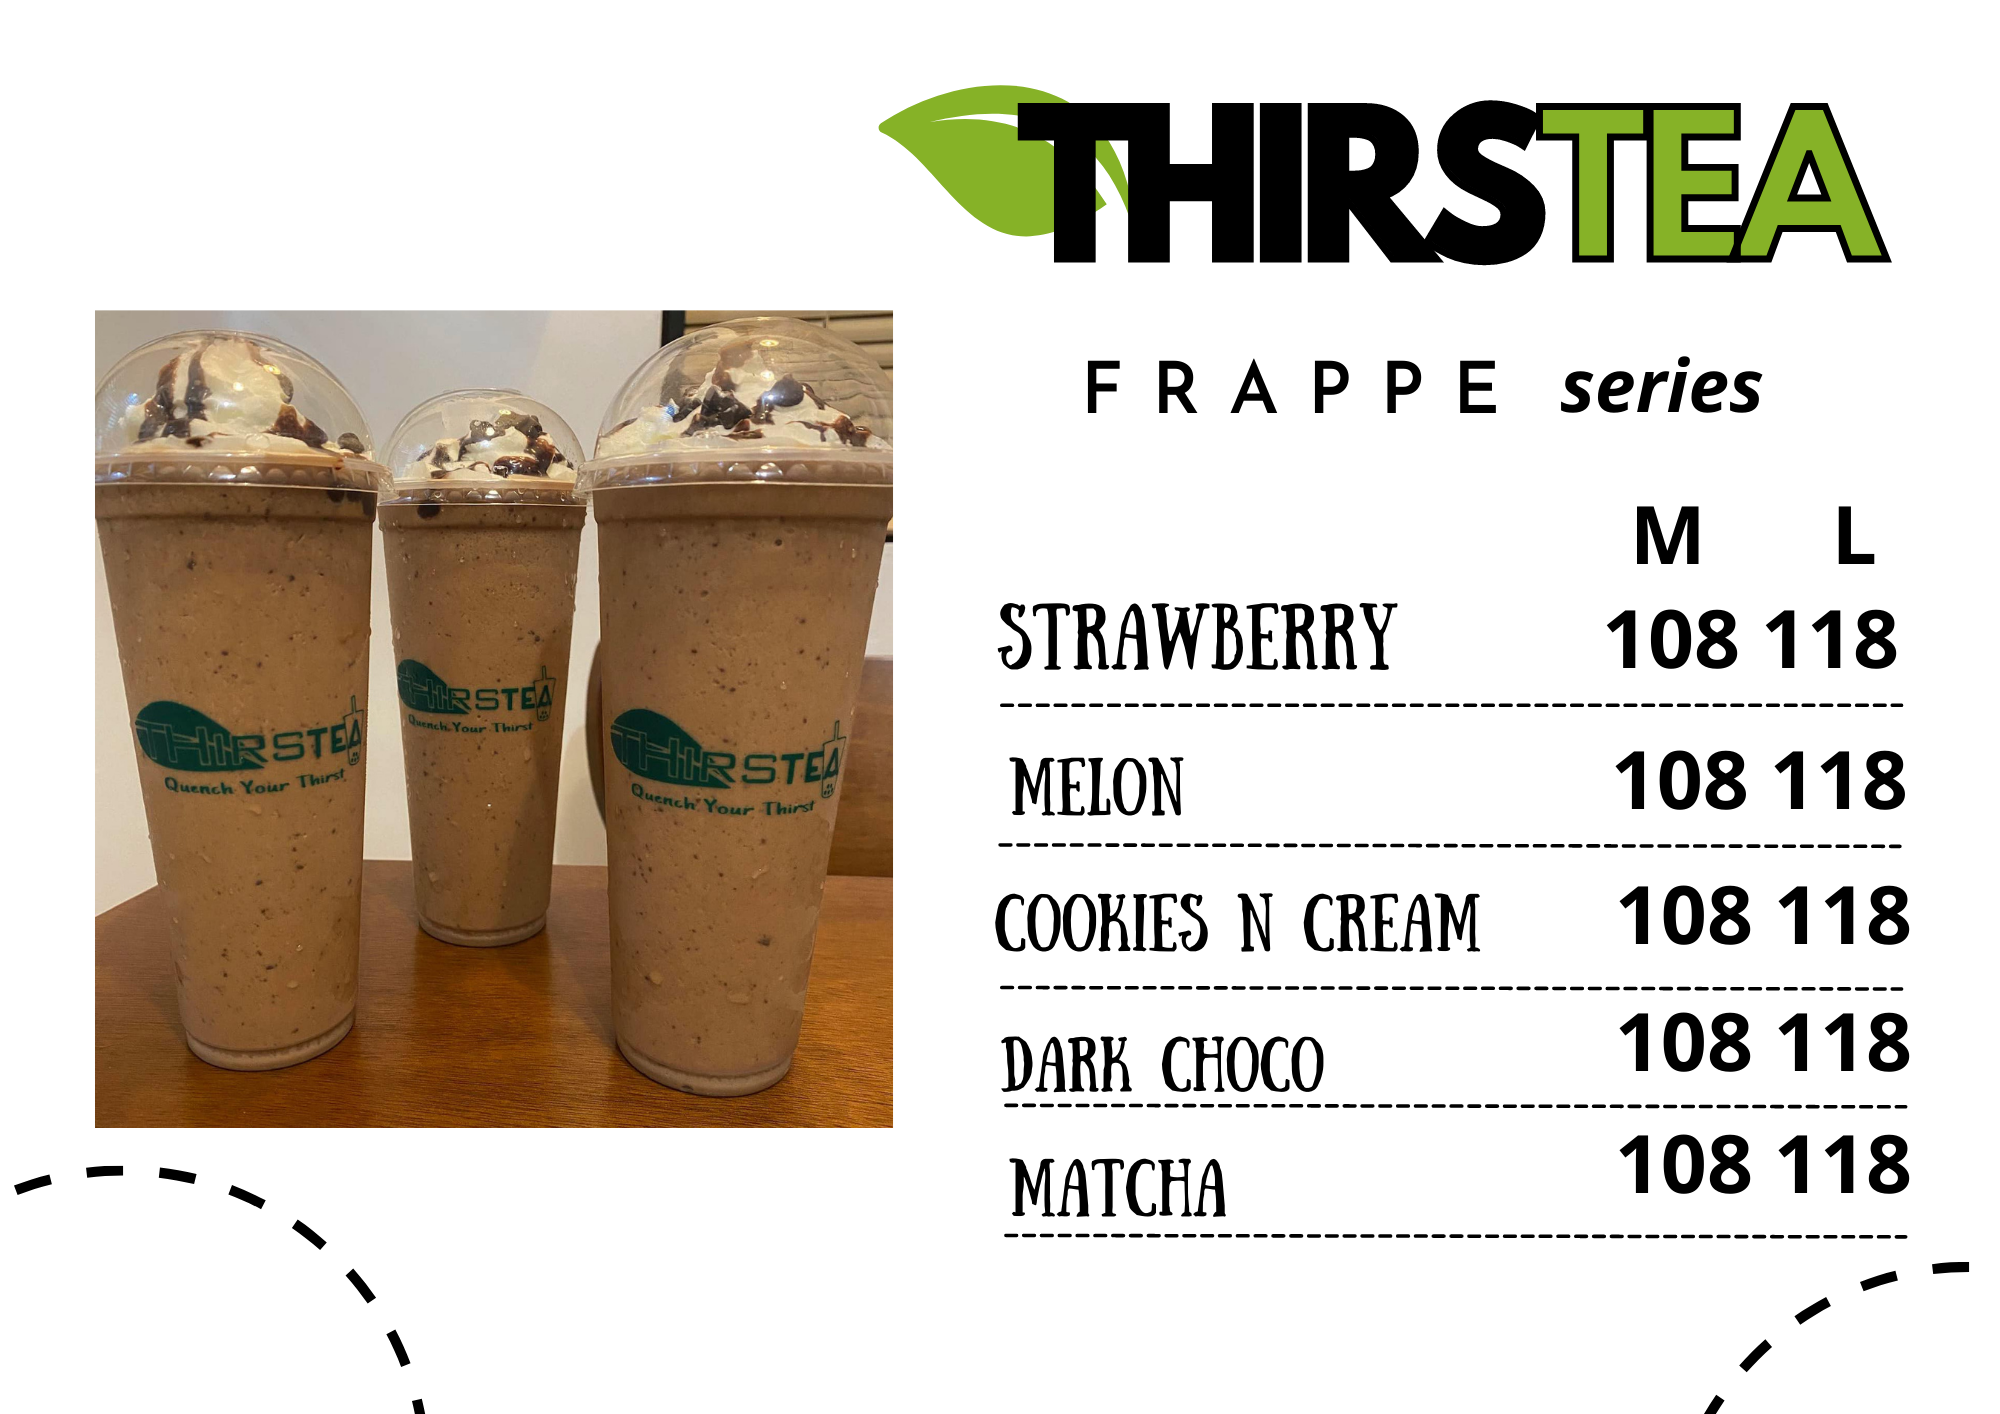 THIRSTEA
FRAPPE series
M L
STRAWBERRY 108 118
MELON 108 118
COOKIES N CREAM 108 118
DARK CHOCO 108 118
MATCHA 108 118
THIRSTEA
Quench Your Thirst
THIRSTEA
Quench Your Thirst
THIRSTEA
Quench Your Thirst